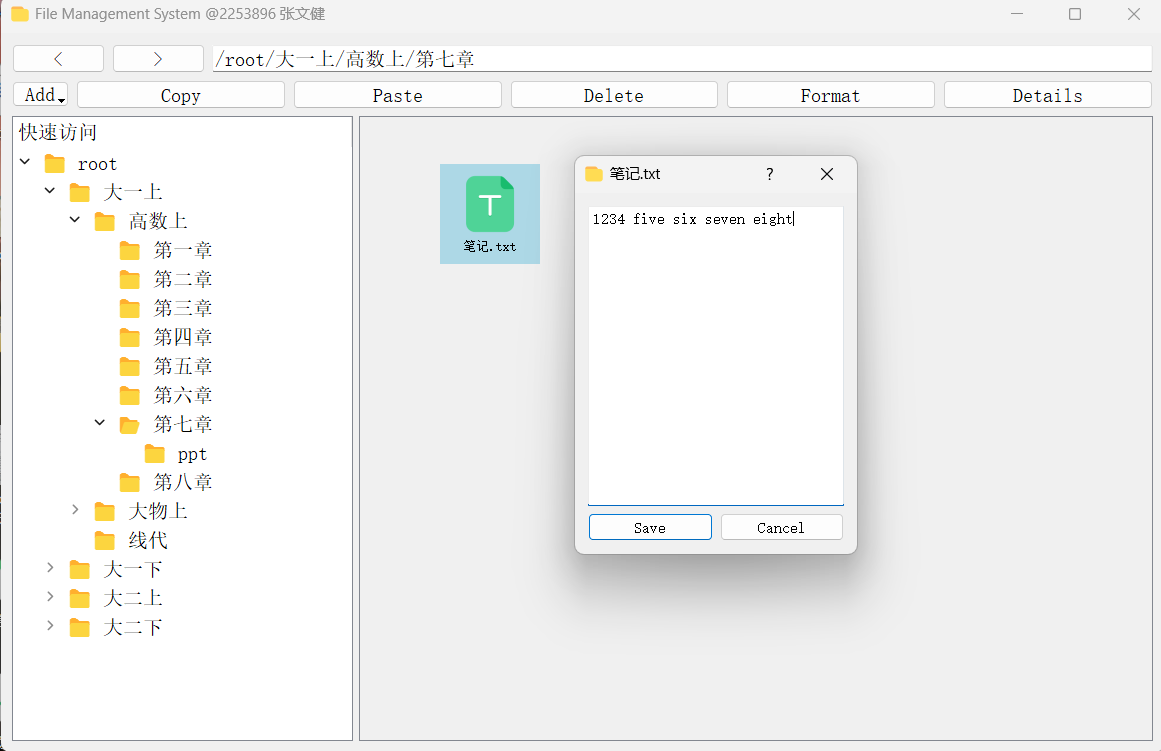 File Management System @2253896 张文健
/root/大一上/高数上/第七章
Add Copy Paste Delete Format Details
快速访问
root
大一上
高数上
第一章
第二章
第三章
第四章
第五章
第六章
第七章
ppt
第八章
大物上
线代
大一下
大二上
大二下
笔记.txt
笔记.txt ?
1234 five six seven eight
Save Cancel